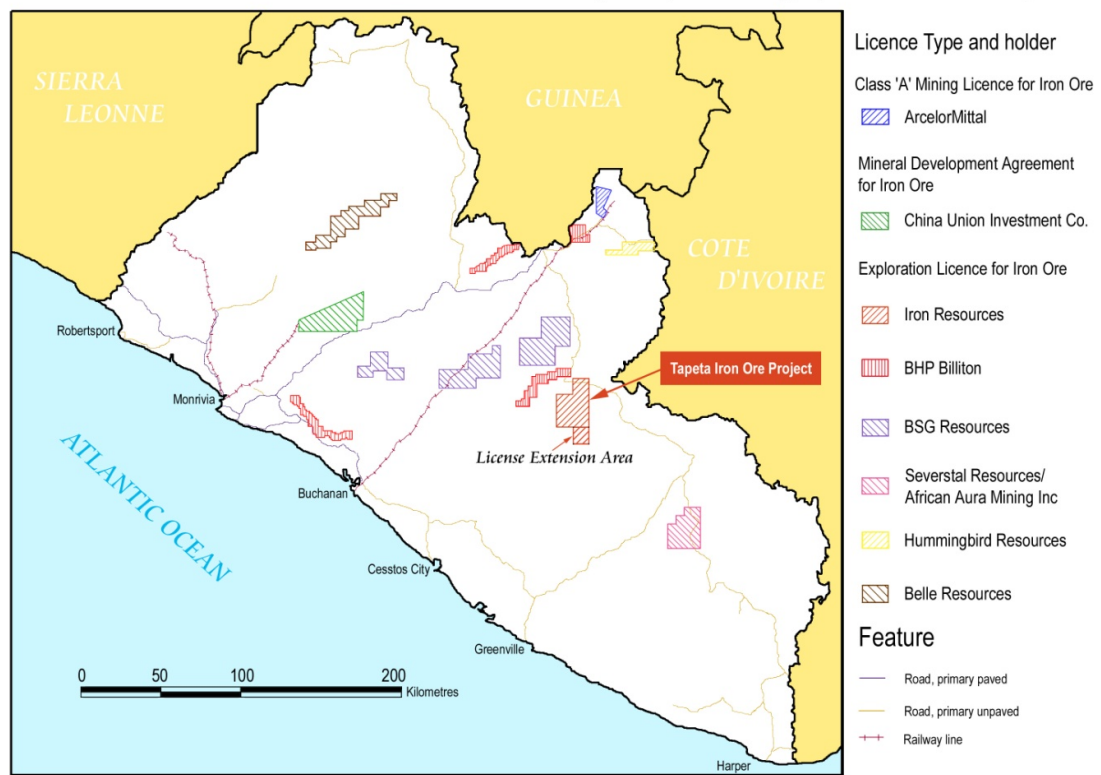 SIERRA
LEONNE
GUINEA
COTE
D'IVOIRE
Robertsport
Monrivia
Buchanan
Cesstos City
Greenville
Harper
ATLANTIC OCEAN
Tapeta Iron Ore Project
License Extension Area
0 50 100 200
Kilometres
Licence Type and holder
Class 'A' Mining Licence for Iron Ore
ArcelorMittal
Mineral Development Agreement
for Iron Ore
China Union Investment Co.
Exploration Licence for Iron Ore
Iron Resources
BHP Billiton
BSG Resources
Severstal Resources/
African Aura Mining Inc
Hummingbird Resources
Belle Resources
Feature
Road, primary paved
Road, primary unpaved
Railway line